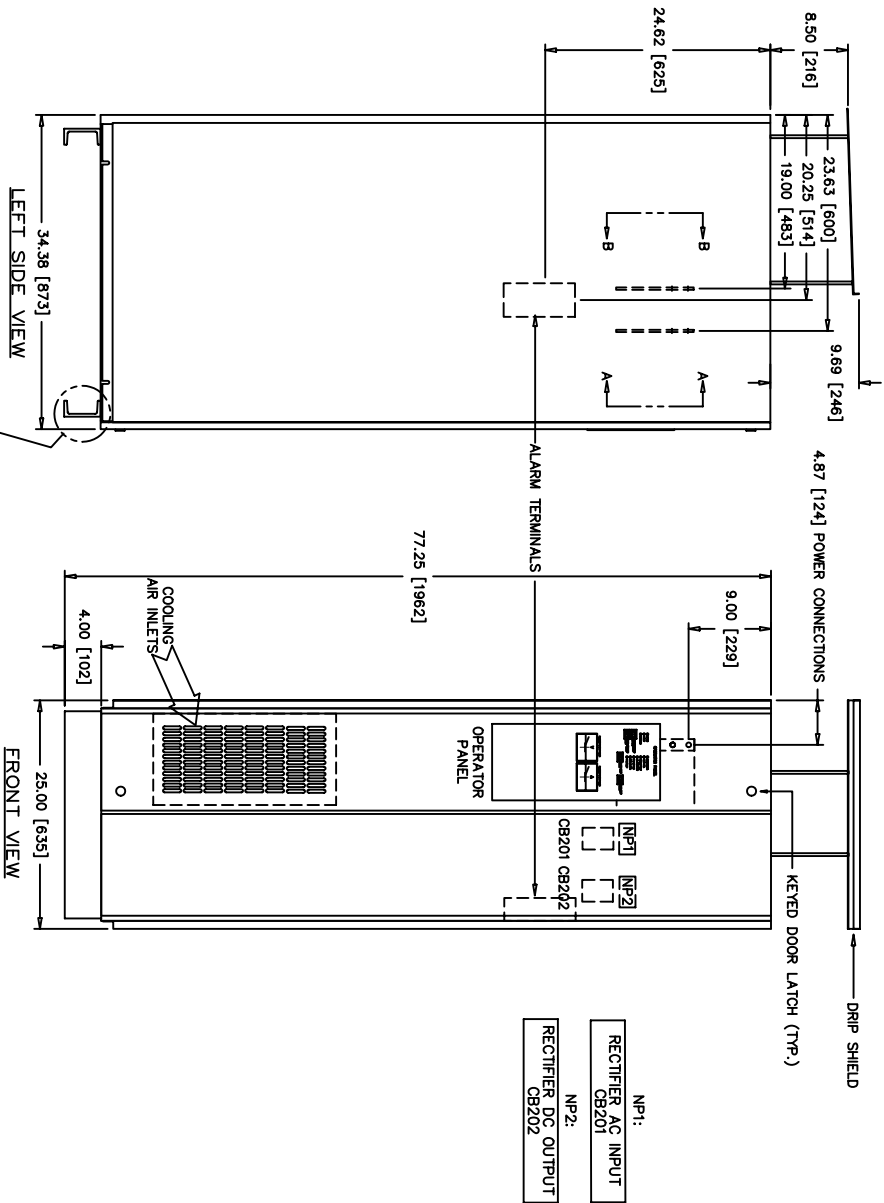 8.50 [216]
24.62 [625]
23.63 [600]
20.25 [514]
19.00 [483]
9.69 [246]
B
B
A
A
34.38 [873]
LEFT SIDE VIEW
ALARM TERMINALS
4.87 [124] POWER CONNECTIONS
9.00 [229]
77.25 [1962]
4.00 [102]
COOLING
AIR INLETS
OPERATOR
PANEL
NP1
NP2
CB201 CB202
KEYED DOOR LATCH (TYP.)
DRIP SHIELD
25.00 [635]
FRONT VIEW
NP1:
RECTIFIER AC INPUT
CB201
NP2:
RECTIFIER DC OUTPUT
CB202